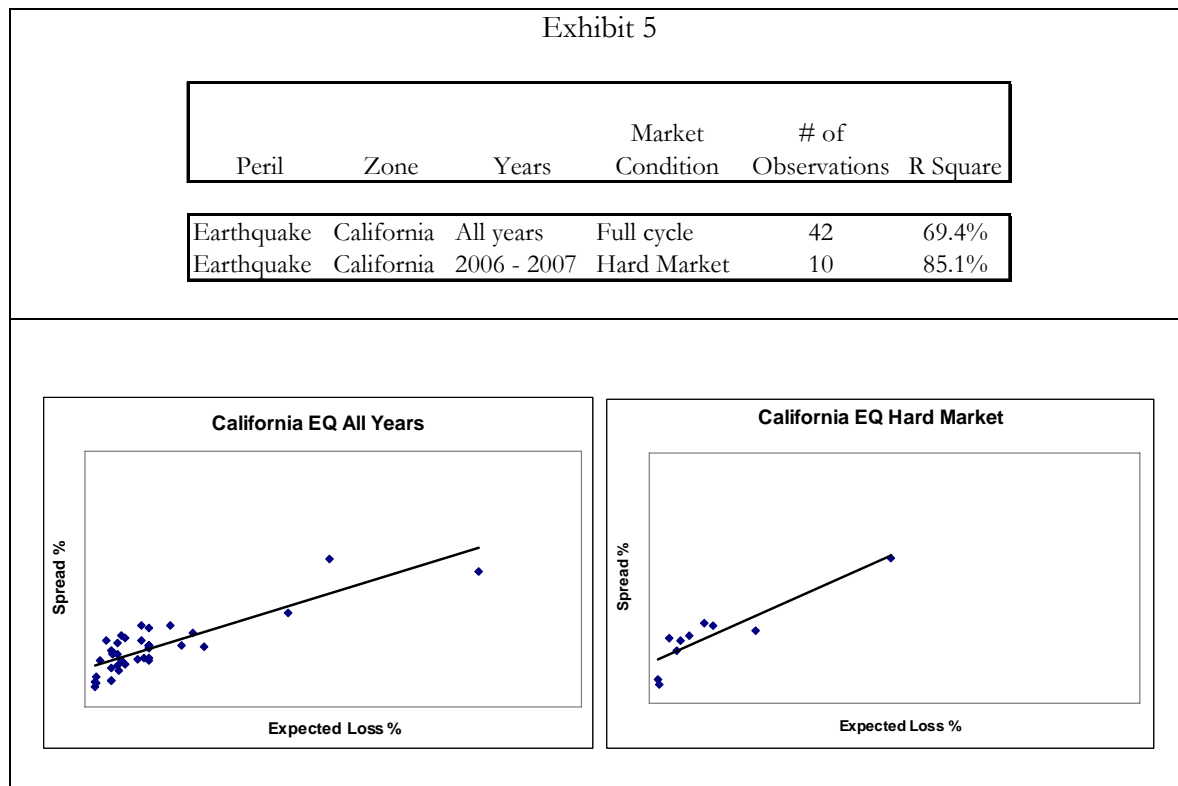 Exhibit 5
Market # of
Peril Zone Years Condition Observations R Square
Earthquake California All years Full cycle 42 69.4%
Earthquake California 2006 - 2007 Hard Market 10 85.1%
California EQ All Years
Spread %
Expected Loss %
California EQ Hard Market
Spread %
Expected Loss %